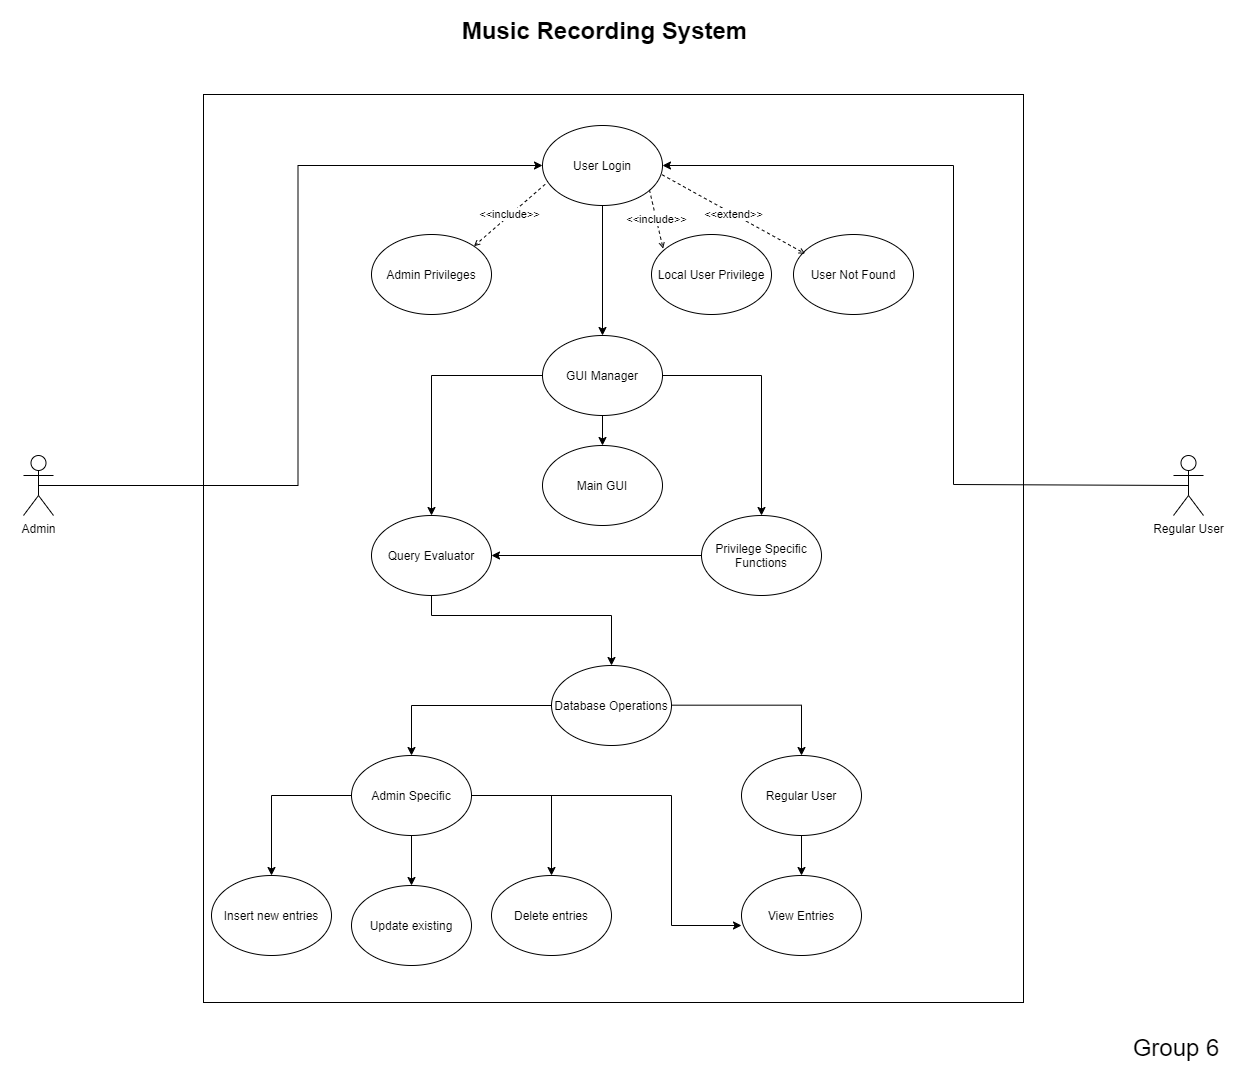 Music Recording System
User Login
<<include>>
<<include>>
<<extend>>
Admin Privileges
Local User Privilege
User Not Found
GUI Manager
Main GUI
Admin
Regular User
Query Evaluator
Privilege Specific
Functions
Database Operations
Admin Specific
Regular User
Insert new entries
Update existing
Delete entries
View Entries
Group 6